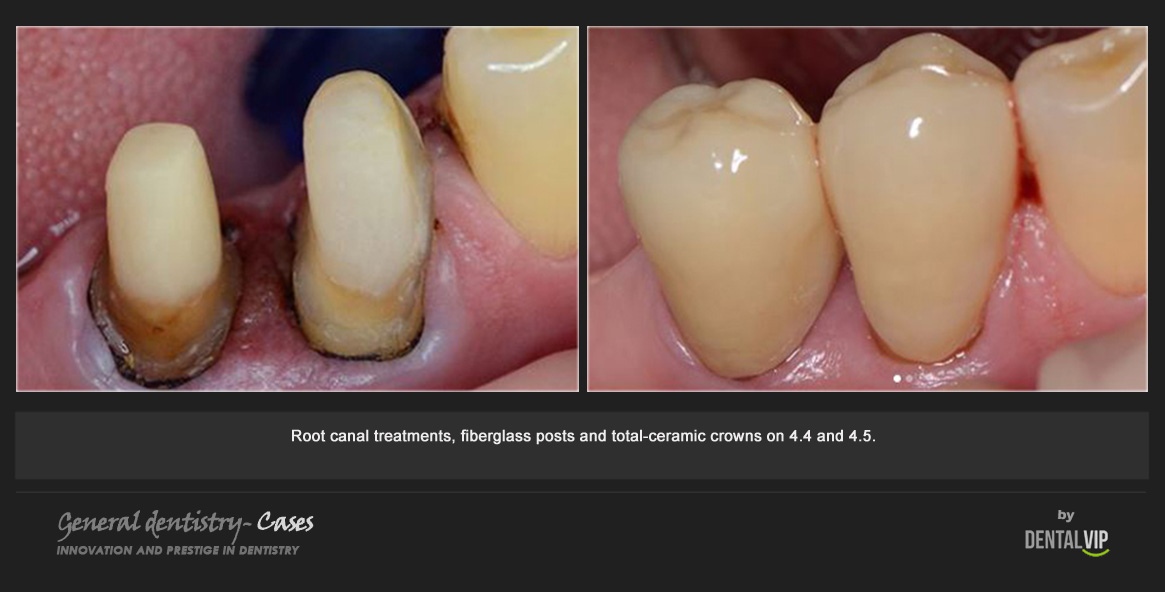 Root canal treatments, fiberglass posts and total-ceramic crowns on 4.4 and 4.5.
General dentistry- Cases
INNOVATION AND PRESTIGE IN DENTISTRY
by
DENTALVIP